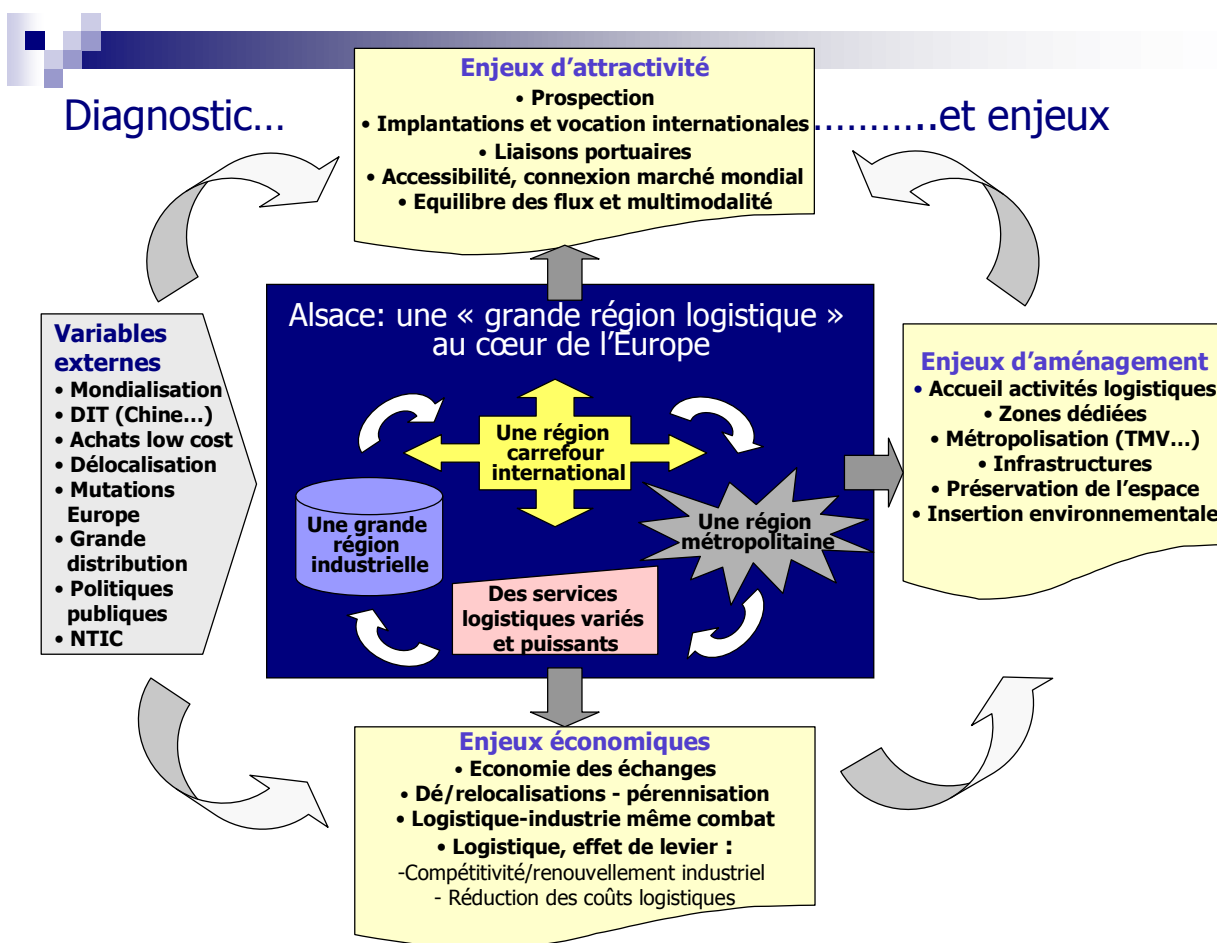 Diagnostic…
………..et enjeux
Enjeux d’attractivité
• Prospection
• Implantations et vocation internationales
• Liaisons portuaires
• Accessibilité, connexion marché mondial
• Equilibre des flux et multimodalité
Variables
externes
• Mondialisation
• DIT (Chine…)
• Achats low cost
• Délocalisation
• Mutations
Europe
• Grande
distribution
• Politiques
publiques
• NTIC
Alsace: une « grande région logistique »
au cœur de l’Europe
Une région
carrefour
international
Une grande
région
industrielle
Une région
métropolitaine
Des services
logistiques variés
et puissants
Enjeux d’aménagement
• Accueil activités logistiques
• Zones dédiées
• Métropolisation (TMV…)
• Infrastructures
• Préservation de l’espace
• Insertion environnementale
Enjeux économiques
• Economie des échanges
• Dé/relocalisations - pérennisation
• Logistique-industrie même combat
• Logistique, effet de levier :
-Compétitivité/renouvellement industriel
- Réduction des coûts logistiques